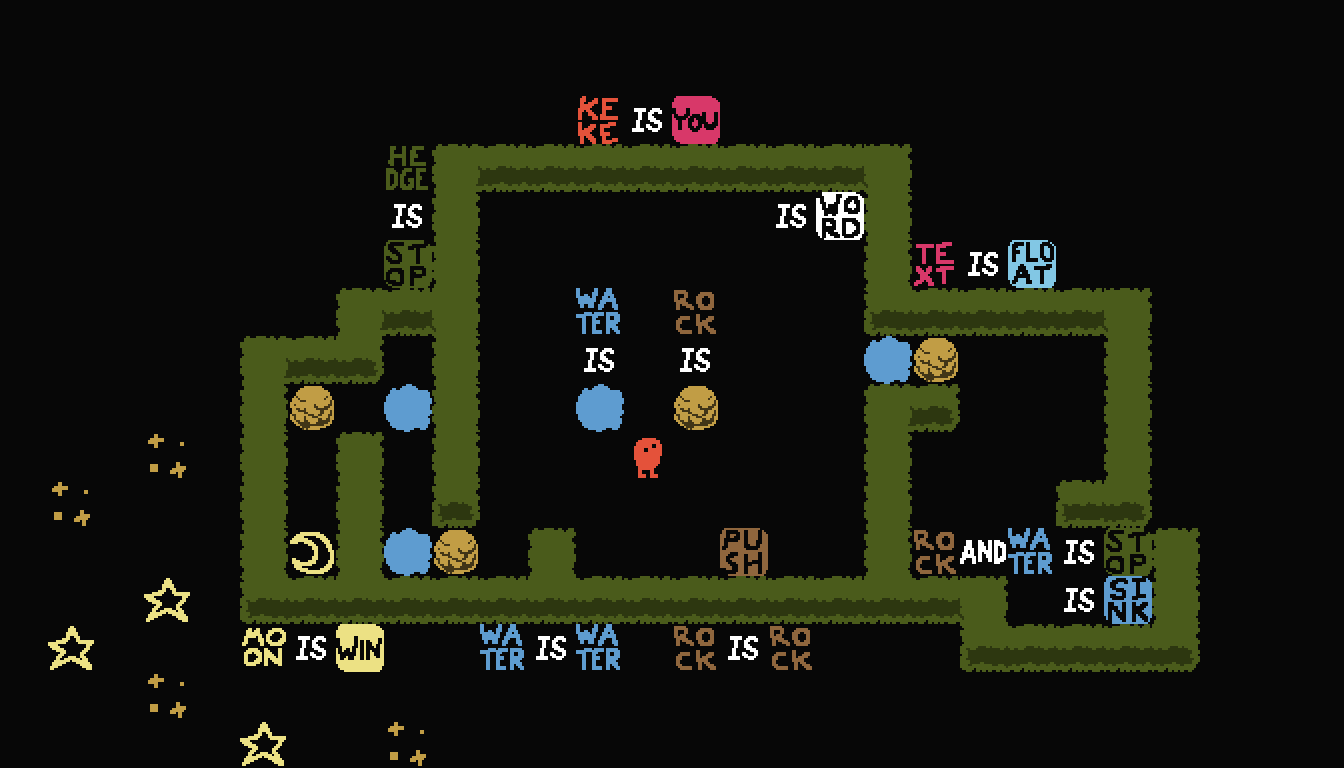 KEKE IS YOU
HEDGE
IS
STOP
IS WORD
TEXT IS FLOAT
WATER ROCK
IS IS
PUSH
ROCK AND WATER IS STOP
IS SINK
MOON IS WIN WATER IS WATER ROCK IS ROCK